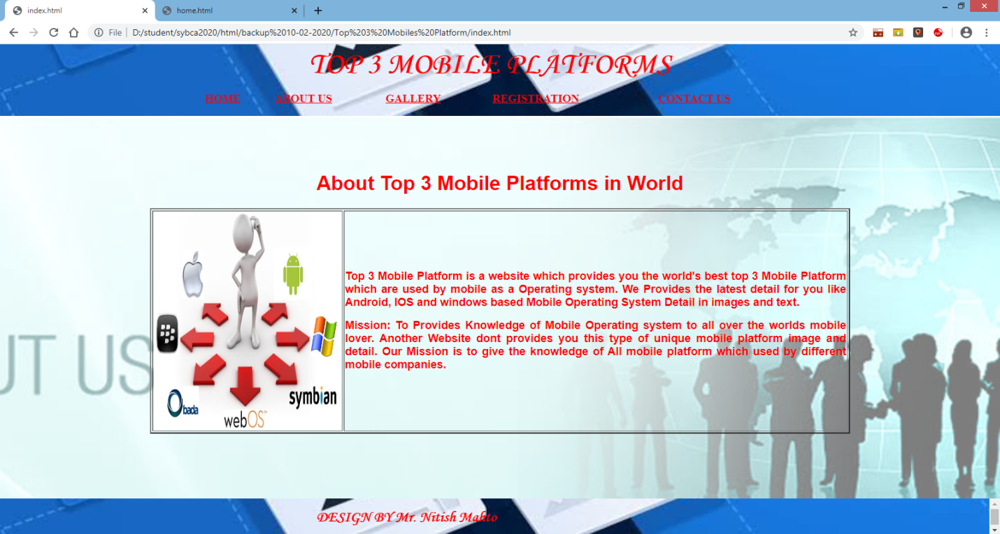 index.html
home.html
File
D:/student/sybca2020/html/backup%2010-02-2020/Top%203%20Mobiles%20Platform/index.html
TOP 3 MOBILE PLATFORMS
HOME ABOUT US GALLERY REGISTRATION CONTACT US
About Top 3 Mobile Platforms in World
Top 3 Mobile Platform is a website which provides you the world's best top 3 Mobile Platform
which are used by mobile as a Operating system. We Provides the latest detail for you like
Android, IOS and windows based Mobile Operating System Detail in images and text.
Mission: To Provides Knowledge of Mobile Operating system to all over the worlds mobile
lover. Another Website dont provides you this type of unique mobile platform image and
detail. Our Mission is to give the knowledge of All mobile platform which used by different
mobile companies.
UT US
symbian
bada
webOS™
DESIGN BY Mr. Nitish Mahto